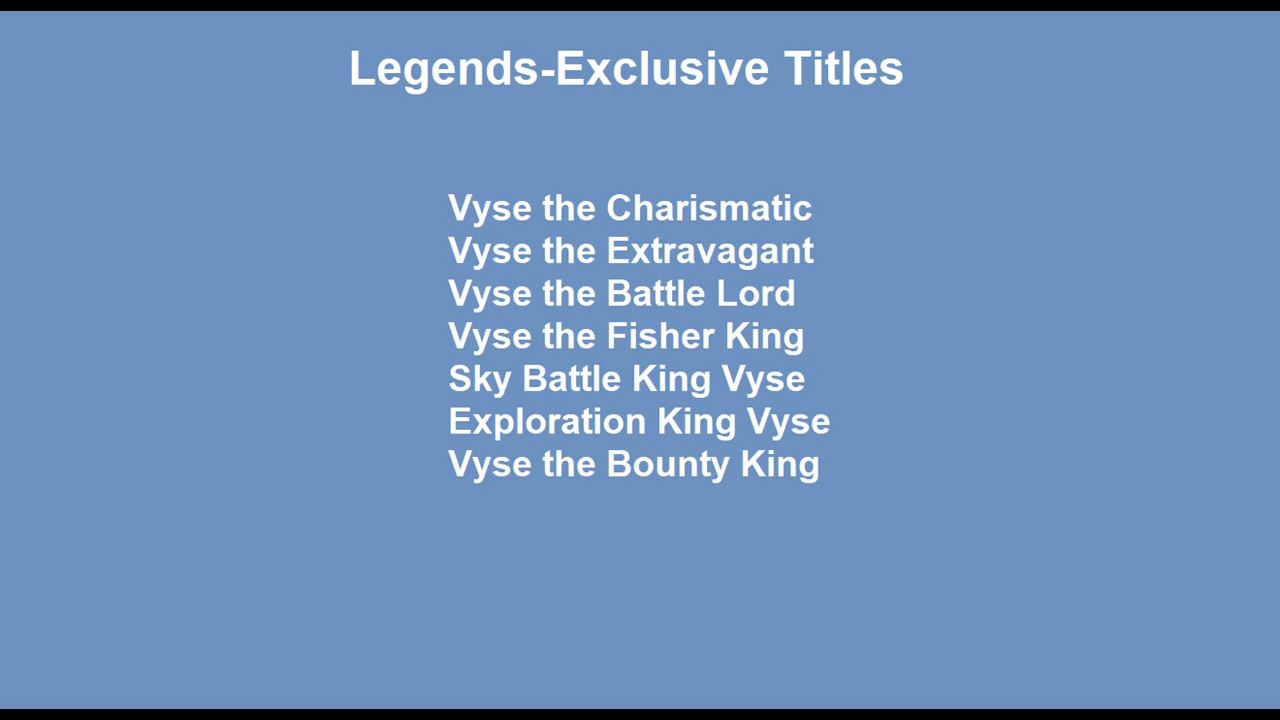 Legends-Exclusive Titles
Vyse the Charismatic
Vyse the Extravagant
Vyse the Battle Lord
Vyse the Fisher King
Sky Battle King Vyse
Exploration King Vyse
Vyse the Bounty King